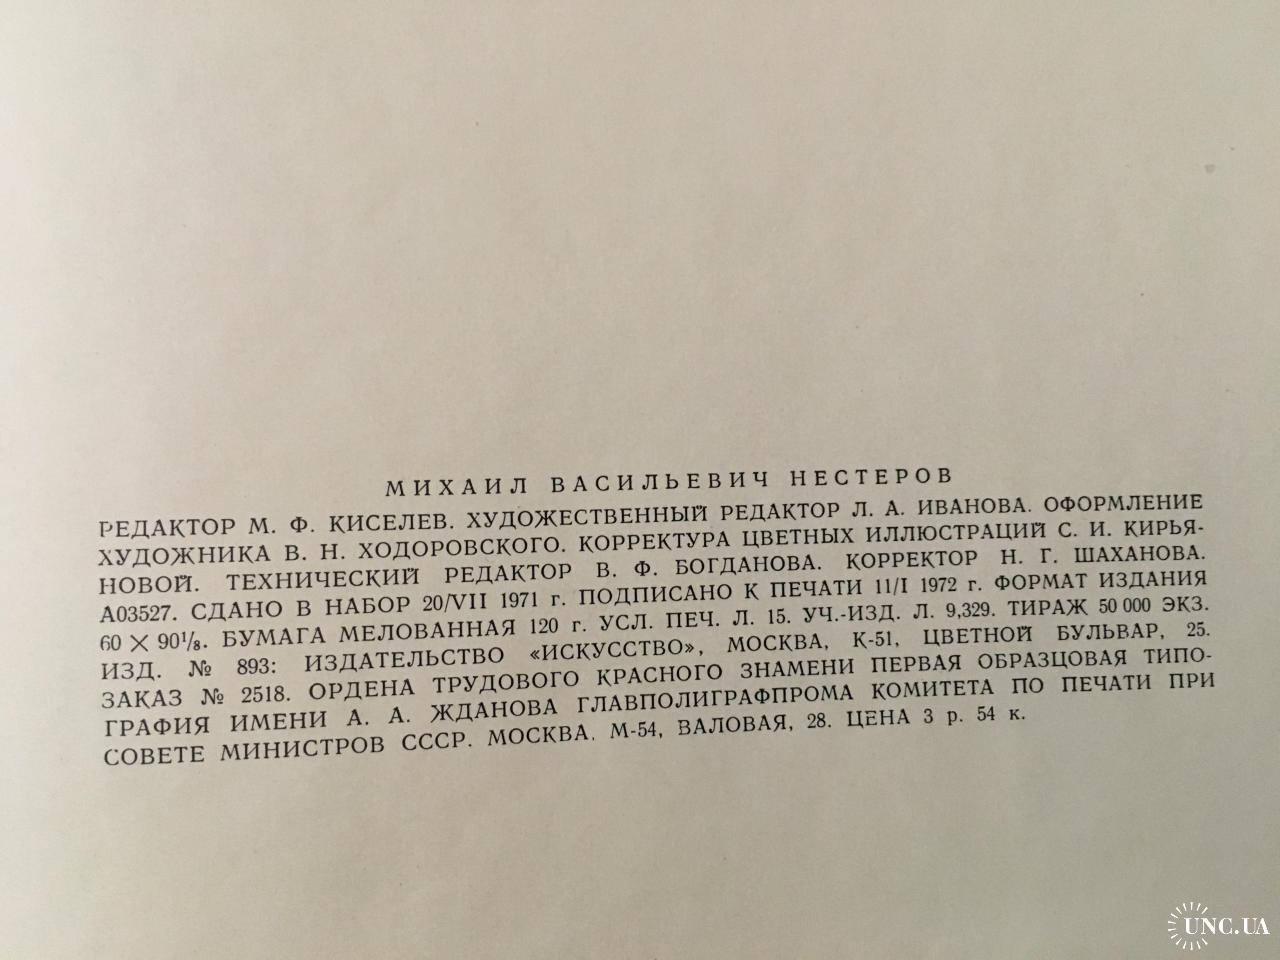 МИХАИЛ ВАСИЛЬЕВИЧ НЕСТЕРОВ
РЕДАКТОР М. Ф. КИСЕЛЕВ. ХУДОЖЕСТВЕННЫЙ РЕДАКТОР Л. А. ИВАНОВА. ОФОРМЛЕНИЕ
ХУДОЖНИКА В. Н. ХОДОРОВСКОГО. КОРРЕКТУРА ЦВЕТНЫХ ИЛЛЮСТРАЦИЙ С. И. КИРЬЯ-
НОВОЙ. ТЕХНИЧЕСКИЙ РЕДАКТОР В. Ф. БОГДАНОВА. КОРРЕКТОР Н. Г. ШАХАНОВА.
А03527. СДАНО В НАБОР 20/VII 1971 г. ПОДПИСАНО К ПЕЧАТИ 11/I 1972 г. ФОРМАТ ИЗДАНИЯ
60 × 90¹/₈. БУМАГА МЕЛОВАННАЯ 120 г. УСЛ. ПЕЧ. Л. 15. УЧ.-ИЗД. Л. 9,329. ТИРАЖ 50 000 ЭКЗ.
ИЗД. № 893: ИЗДАТЕЛЬСТВО «ИСКУССТВО», МОСКВА, К-51, ЦВЕТНОЙ БУЛЬВАР, 25.
ЗАКАЗ № 2518. ОРДЕНА ТРУДОВОГО КРАСНОГО ЗНАМЕНИ ПЕРВАЯ ОБРАЗЦОВАЯ ТИПО-
ГРАФИЯ ИМЕНИ А. А. ЖДАНОВА ГЛАВПОЛИГРАФПРОМА КОМИТЕТА ПО ПЕЧАТИ ПРИ
СОВЕТЕ МИНИСТРОВ СССР. МОСКВА. М-54, ВАЛОВАЯ, 28. ЦЕНА 3 р. 54 к.
UNC.UA